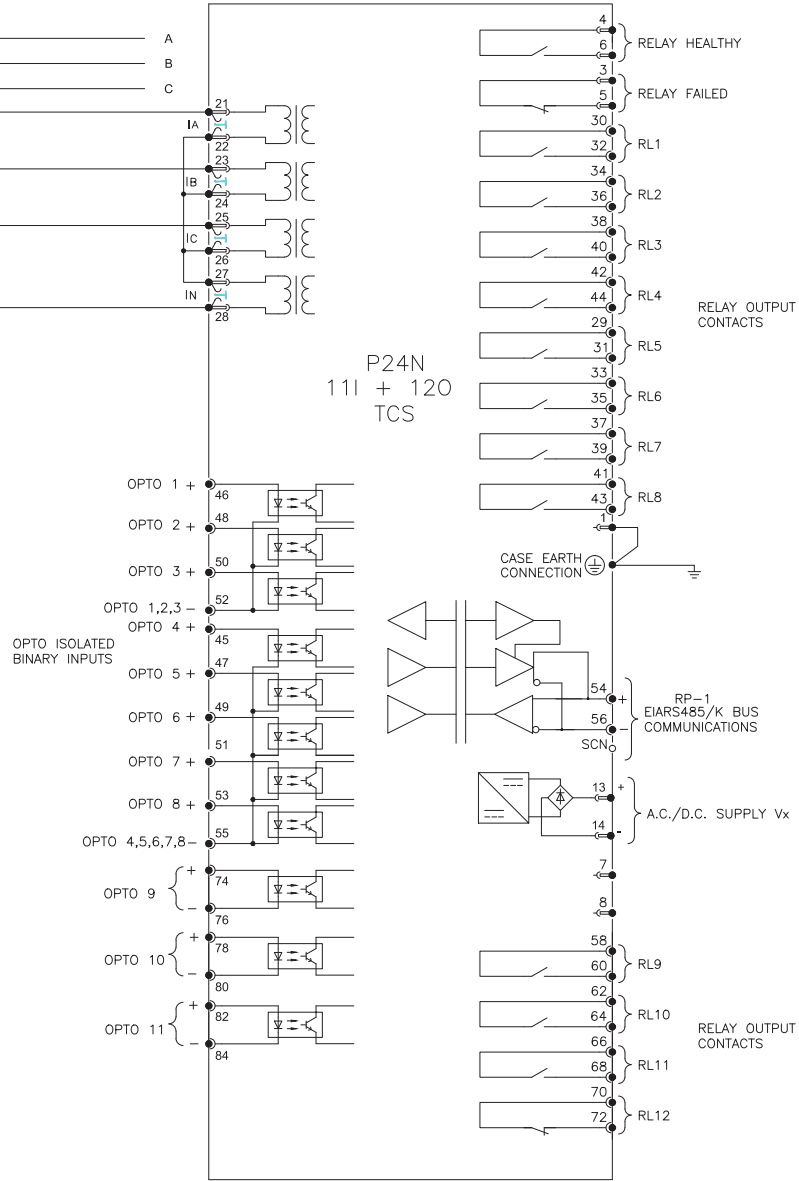 A
B
C
21
IA
22
23
IB
24
25
IC
26
27
IN
28
P24N
11I + 12O
TCS
OPTO 1 +
46
OPTO 2 +
48
OPTO 3 +
50
OPTO 1,2,3 –
52
OPTO 4 +
45
OPTO ISOLATED
BINARY INPUTS
OPTO 5 +
47
OPTO 6 +
49
OPTO 7 +
51
OPTO 8 +
53
OPTO 4,5,6,7,8 –
55
OPTO 9
+
74
–
76
OPTO 10
+
78
–
80
OPTO 11
+
82
–
84
4
6
RELAY HEALTHY
3
5
RELAY FAILED
30
32
RL1
34
36
RL2
38
40
RL3
42
44
RL4
RELAY OUTPUT
CONTACTS
29
31
RL5
33
35
RL6
37
39
RL7
41
43
RL8
1
CASE EARTH
CONNECTION
54
+
56
–
SCN
RP–1
EIARS485/K BUS
COMMUNICATIONS
13
+
14
-
A.C./D.C. SUPPLY Vx
7
8
58
60
RL9
62
64
RL10
RELAY OUTPUT
CONTACTS
66
68
RL11
70
72
RL12